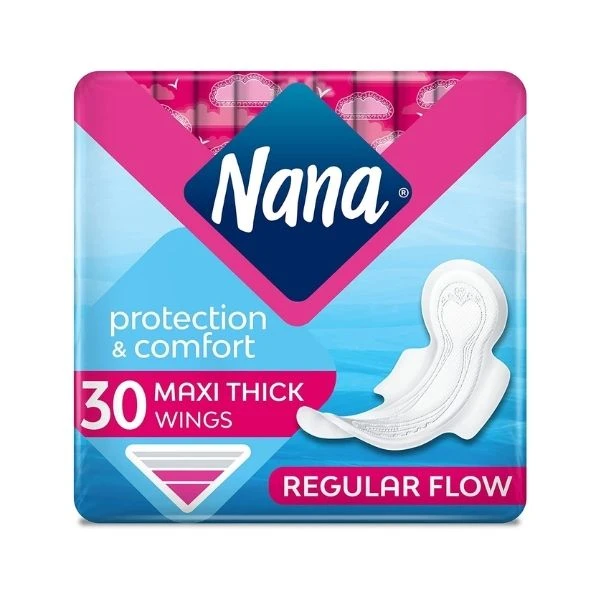 Nana®
protection
& comfort
30 MAXI THICK
WINGS
REGULAR FLOW